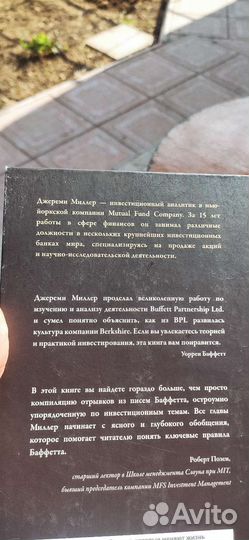 Джереми Миллер — инвестиционный аналитик в нью-
йоркской компании Mutual Fund Company. За 15 лет
работы в сфере финансов он занимал различные
должности в нескольких крупнейших инвестиционных
банках мира, специализируясь на продаже акций
и научно-исследовательской деятельности.
Джереми Миллер проделал великолепную работу по
изучению и анализу деятельности Buffett Partnership Ltd.
и сумел понятно объяснить, как из BPL развилась
культура компании Berkshire. Если вы увлекаетесь теорией
и практикой инвестирования, эта книга вам понравится.
Уоррен Баффетт
В этой книге вы найдете гораздо больше, чем просто
компиляцию отрывков из писем Баффетта, остроумно
упорядоченную по инвестиционным темам. Все главы
Миллер начинает с ясного и глубокого обобщения,
которое помогает читателю понять ключевые правила
Баффетта.
Роберт Позен,
старший лектор в Школе менеджмента Слоуна при MIT,
бывший председатель компании MFS Investment Management
меняют жизнь
Avito